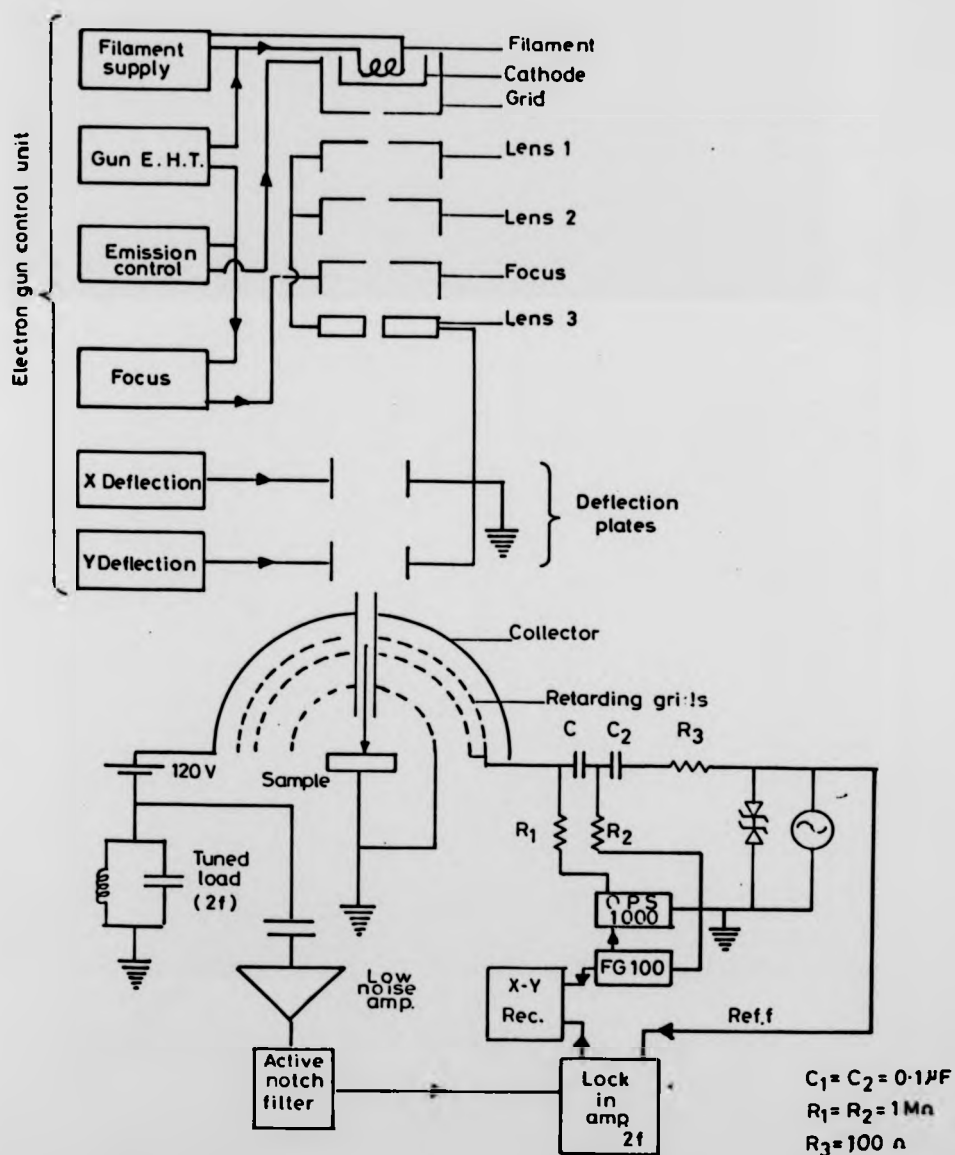 Electron gun control unit
Filament
supply
Gun E.H.T.
Emission
control
Focus
X Deflection
Y Deflection
Filament
Cathode
Grid
Lens 1
Lens 2
Focus
Lens 3
Deflection
plates
Collector
Retarding grids
Sample
120 V
Tuned
load
(2f)
C
C2
R3
R1
R2
PS
1000
FG 100
Low
noise
amp.
X-Y
Rec.
Ref.f
Active
notch
filter
Lock
in
amp
2f
C1 = C2 = 0·1µF
R1 = R2 = 1 MΩ
R3 = 100 Ω